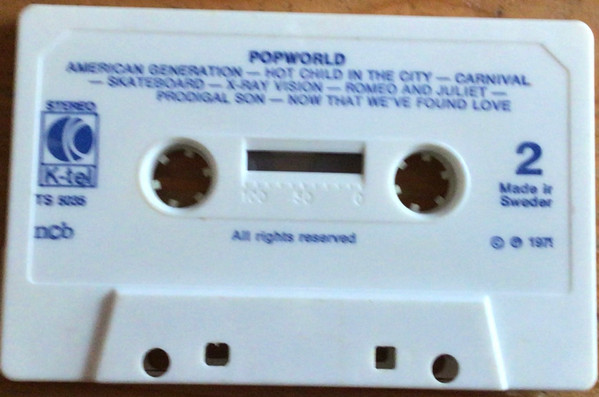 POPWORLD
AMERICAN GENERATION — HOT CHILD IN THE CITY — CARNIVAL
— SKATEBOARD — X-RAY VISION — ROMEO AND JULIET —
PRODIGAL SON — NOW THAT WE'VE FOUND LOVE
STEREO
K-tel
TS 5035
ncb
100 50 0
2
Made in
Sweden
All rights reserved
© ℗